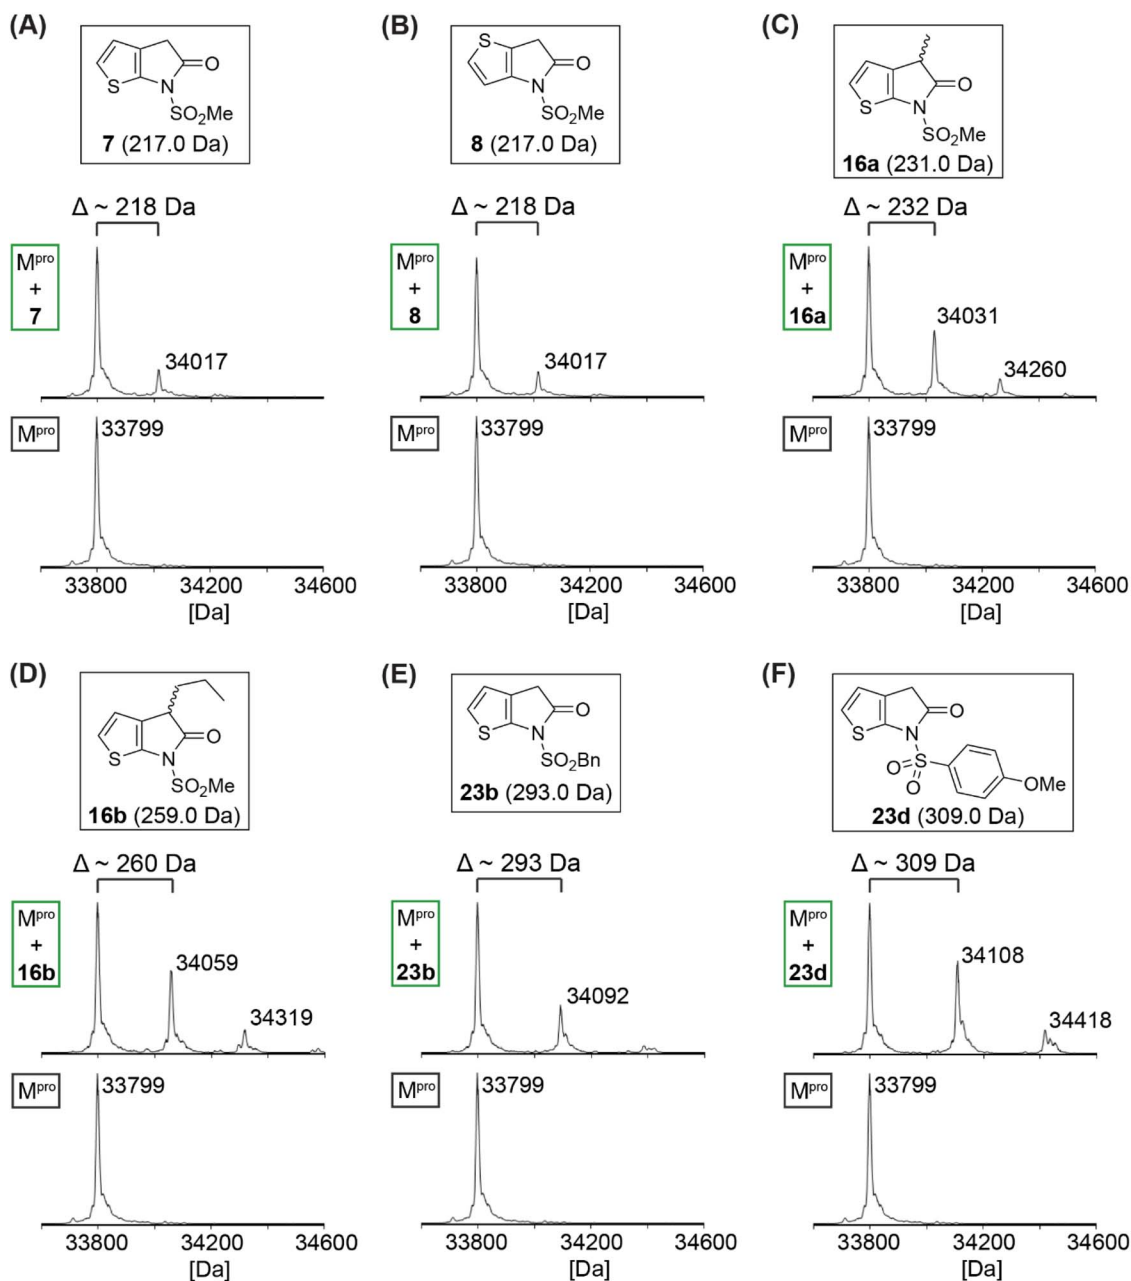 (A)
S
N
O
SO2Me
7 (217.0 Da)
Δ ~ 218 Da
Mpro
+
7
34017
Mpro
33799
33800 34200 34600
[Da]
(B)
S
N
O
SO2Me
8 (217.0 Da)
Δ ~ 218 Da
Mpro
+
8
34017
Mpro
33799
33800 34200 34600
[Da]
(C)
S
N
O
SO2Me
16a (231.0 Da)
Δ ~ 232 Da
Mpro
+
16a
34031
34260
Mpro
33799
33800 34200 34600
[Da]
(D)
S
N
O
SO2Me
16b (259.0 Da)
Δ ~ 260 Da
Mpro
+
16b
34059
34319
Mpro
33799
33800 34200 34600
[Da]
(E)
S
N
O
SO2Bn
23b (293.0 Da)
Δ ~ 293 Da
Mpro
+
23b
34092
Mpro
33799
33800 34200 34600
[Da]
(F)
S
N
O
O
S
O
OMe
23d (309.0 Da)
Δ ~ 309 Da
Mpro
+
23d
34108
34418
Mpro
33799
33800 34200 34600
[Da]